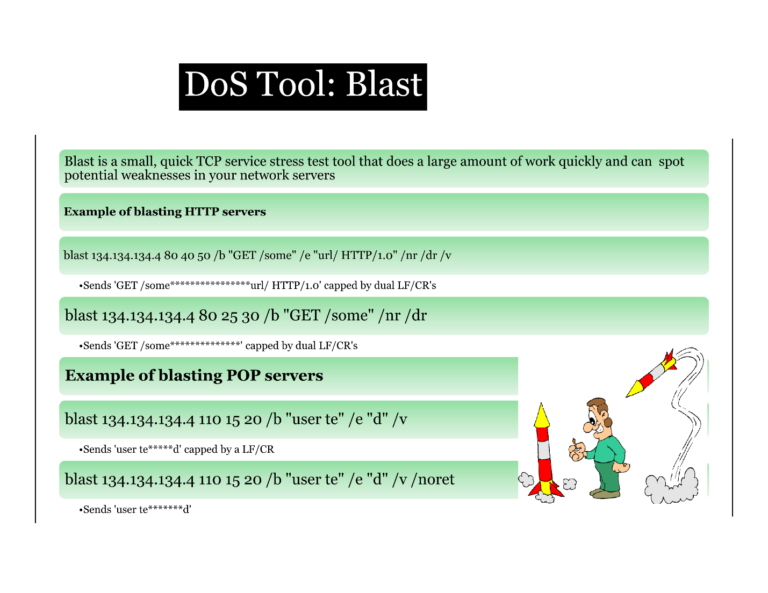 DoS Tool: Blast
Blast is a small, quick TCP service stress test tool that does a large amount of work quickly and can  spot
potential weaknesses in your network servers
Example of blasting HTTP servers
blast 134.134.134.4 80 40 50 /b "GET /some" /e "url/ HTTP/1.0" /nr /dr /v
•Sends 'GET /some****************url/ HTTP/1.0' capped by dual LF/CR's
blast 134.134.134.4 80 25 30 /b "GET /some" /nr /dr
•Sends 'GET /some**************' capped by dual LF/CR's
Example of blasting POP servers
blast 134.134.134.4 110 15 20 /b "user te" /e "d" /v
•Sends 'user te*****d' capped by a LF/CR
blast 134.134.134.4 110 15 20 /b "user te" /e "d" /v /noret
•Sends 'user te*******d'